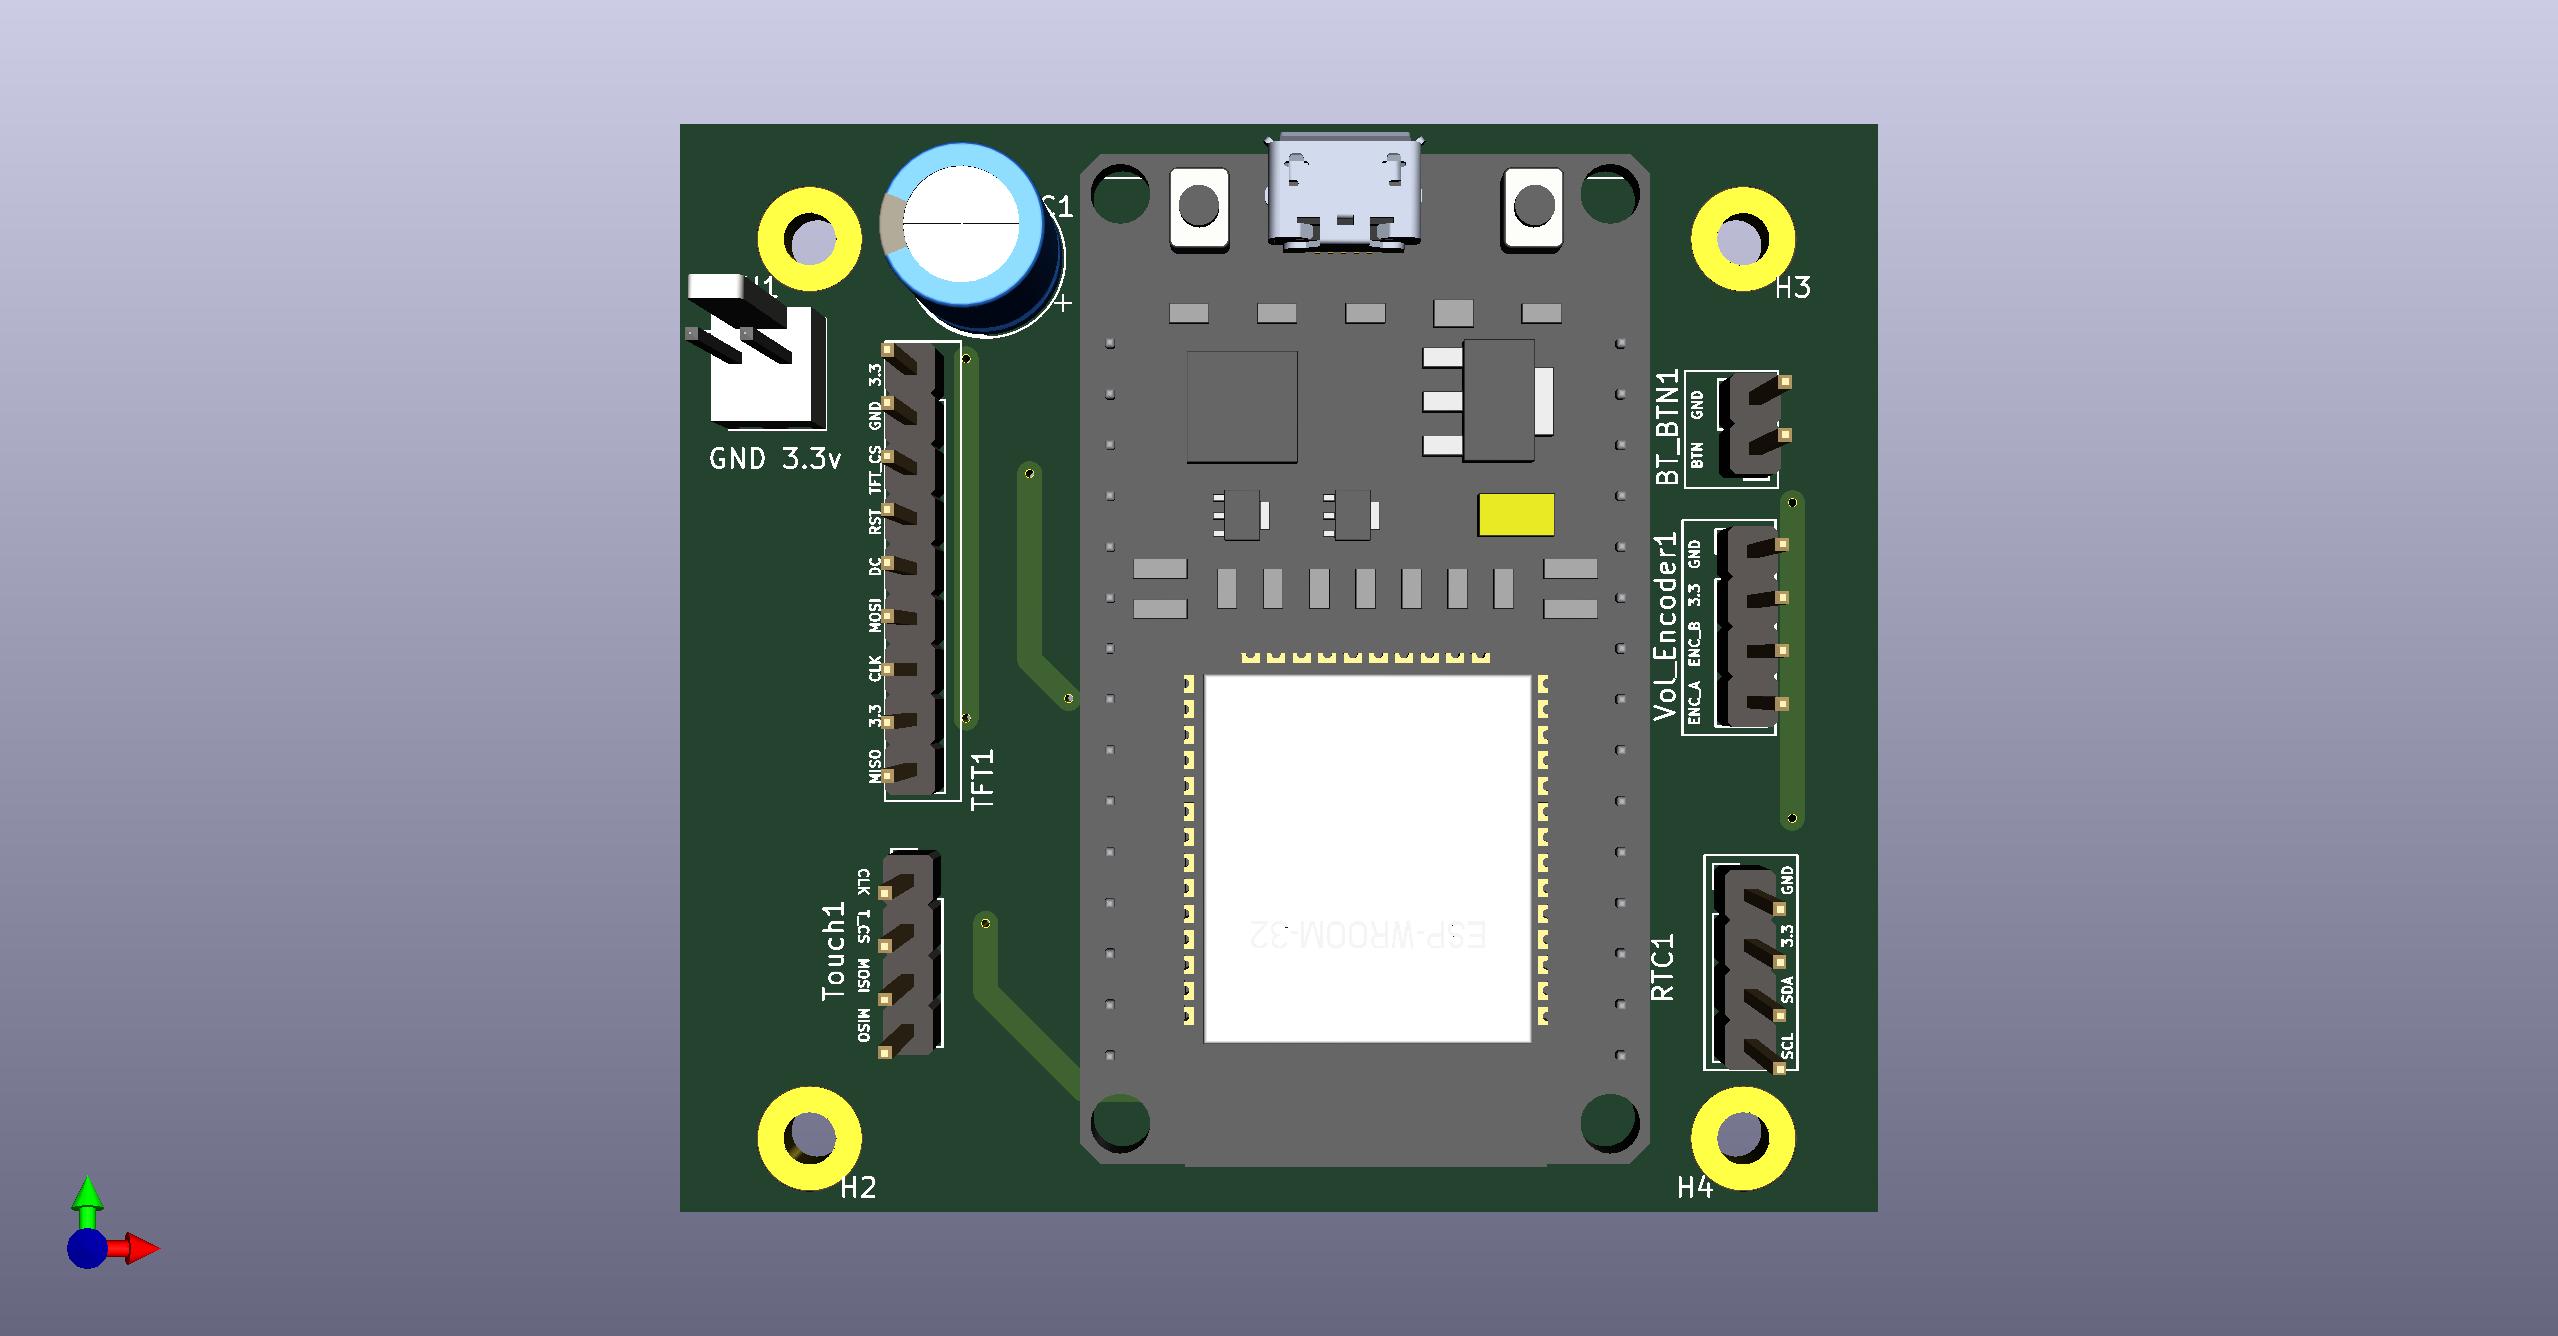 C1
+
GND 3.3v
3.3
GND
TFT_CS
RST
DC
MOSI
CLK
3.3
MISO
TFT1
Touch1
CLK
T_CS
MOSI
MISO
H2
ESP-WROOM-32
H3
BT_BTN1
GND
BTN
Vol_Encoder1
GND
3.3
ENC_B
ENC_A
RTC1
GND
3.3
SDA
SCL
H4